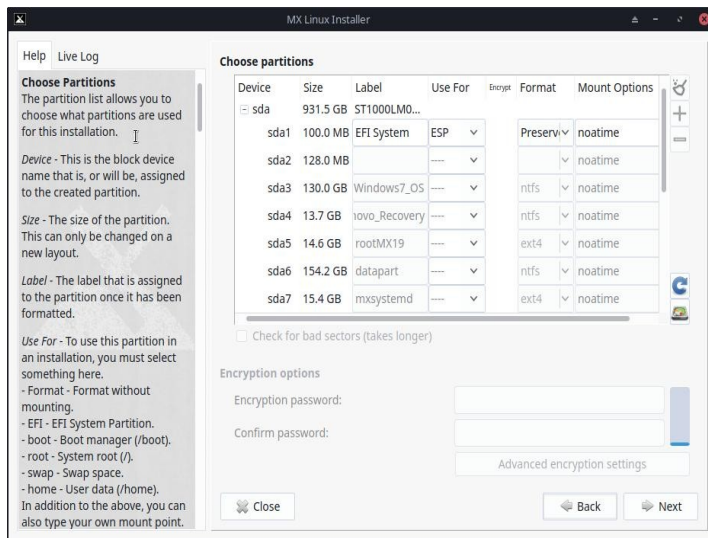 MX Linux Installer
Help Live Log
Choose Partitions
The partition list allows you to
choose what partitions are used
for this installation.
Device - This is the block device
name that is, or will be, assigned
to the created partition.
Size - The size of the partition.
This can only be changed on a
new layout.
Label - The label that is assigned
to the partition once it has been
formatted.
Use For - To use this partition in
an installation, you must select
something here.
- Format - Format without
mounting.
- EFI - EFI System Partition.
- boot - Boot manager (/boot).
- root - System root (/).
- swap - Swap space.
- home - User data (/home).
In addition to the above, you can
also type your own mount point.
Choose partitions
Device Size Label Use For Encrypt Format Mount Options
sda 931.5 GB ST1000LM0...
sda1 100.0 MB EFI System ESP Preserv noatime
sda2 128.0 MB ---- noatime
sda3 130.0 GB Windows7_OS ---- ntfs noatime
sda4 13.7 GB novo_Recovery ---- ntfs noatime
sda5 14.6 GB rootMX19 ---- ext4 noatime
sda6 154.2 GB datapart ---- ntfs noatime
sda7 15.4 GB mxsystemd ---- ext4 noatime
Check for bad sectors (takes longer)
Encryption options
Encryption password:
Confirm password:
Advanced encryption settings
Close Back Next